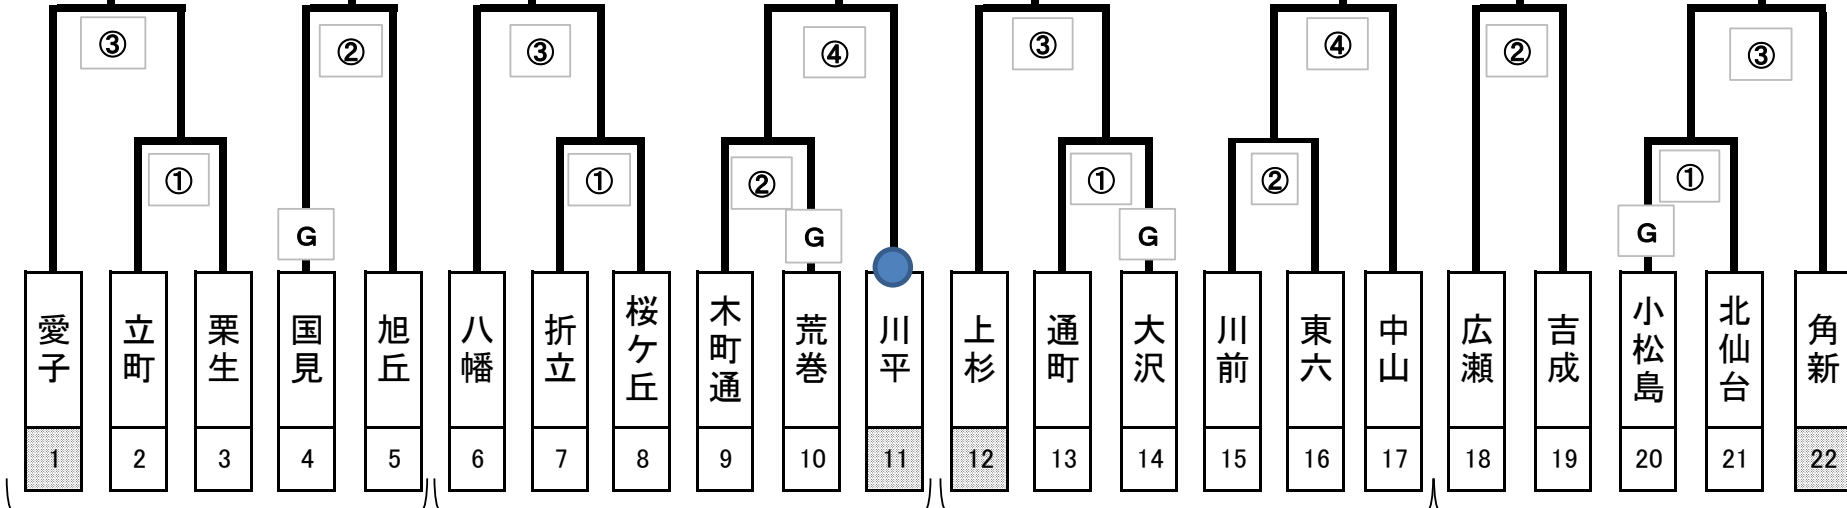 ③ ② ③ ④ ③ ④ ② ③
① ① ② ① ② ①
G G G G
愛子 立町 栗生 国見 旭丘 八幡 折立 桜ケ丘 木町通 荒巻 川平 上杉 通町 大沢 川前 東六 中山 広瀬 吉成 小松島 北仙台 角新
1 2 3 4 5 6 7 8 9 10 11 12 13 14 15 16 17 18 19 20 21 22